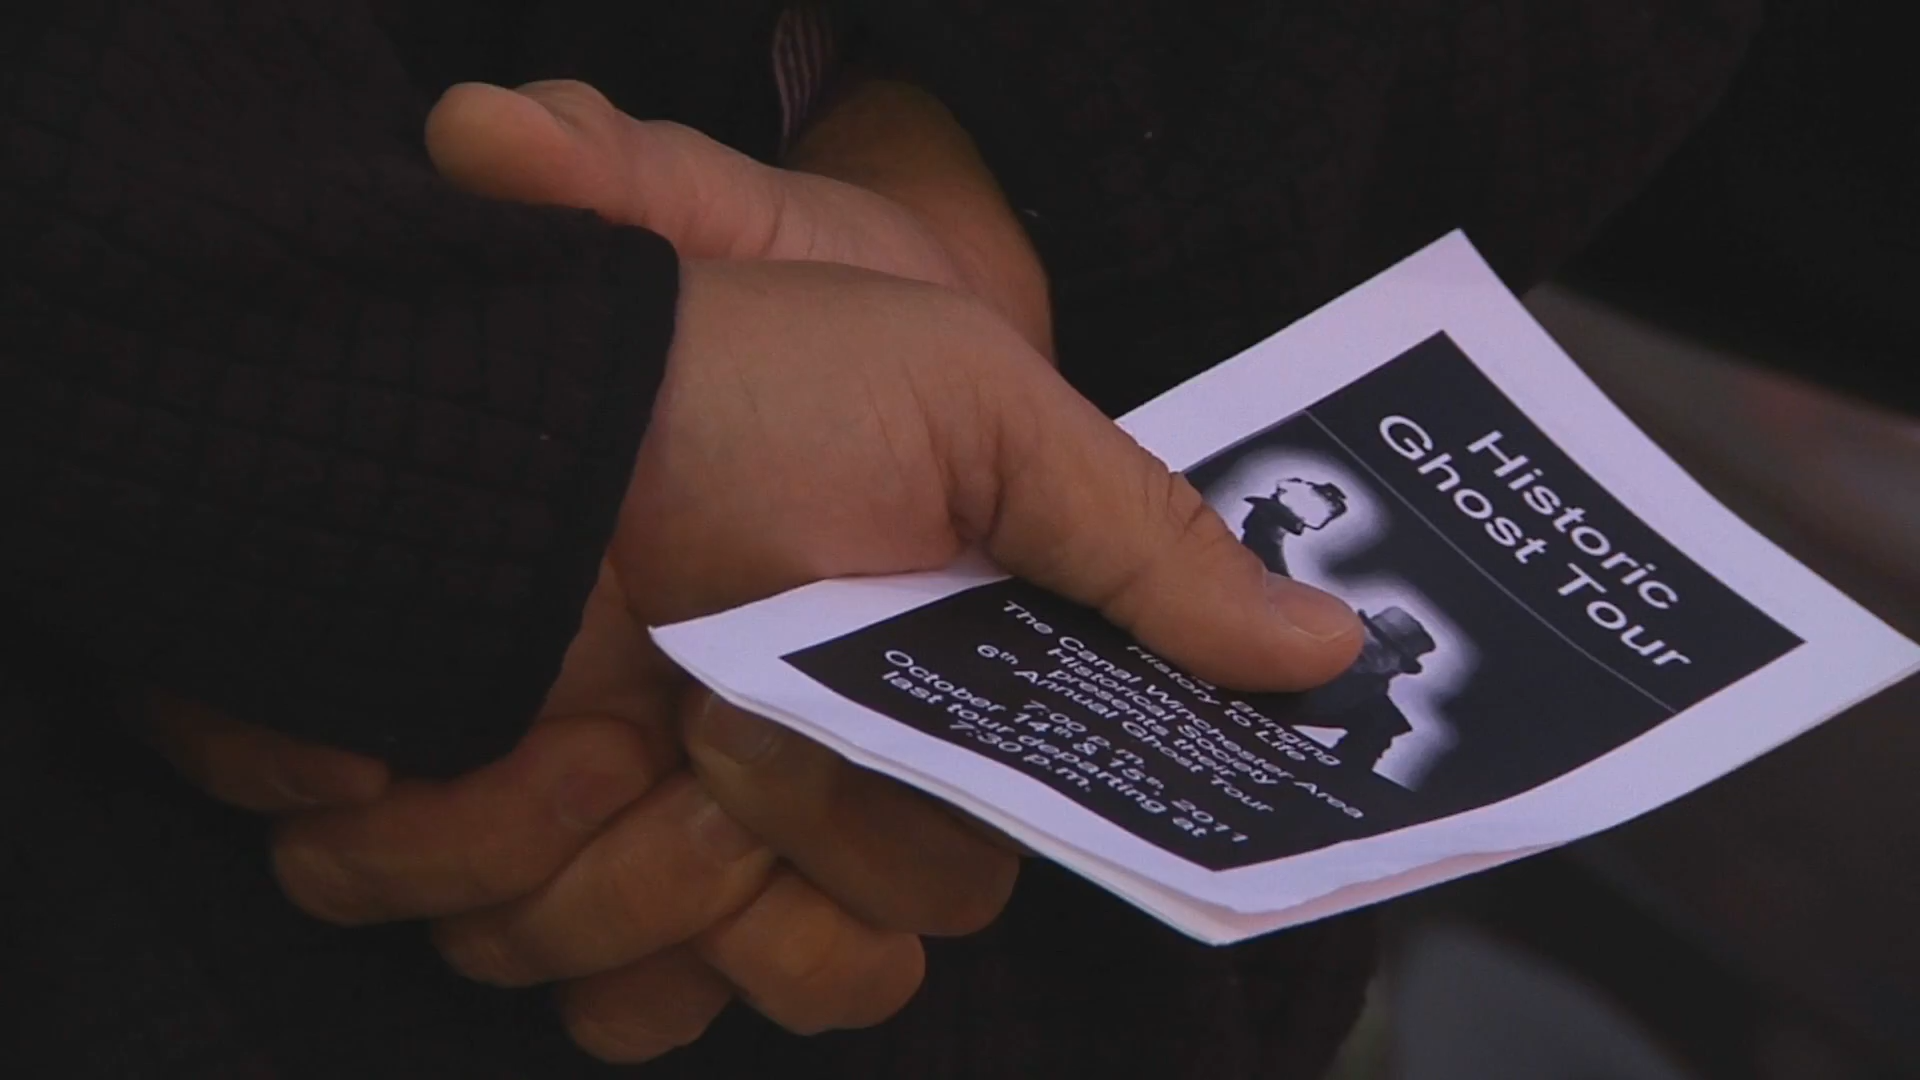 Historic
Ghost Tour
Bringing
History to Life
The Canal Winchester Area
Historical Society
presents their
6th Annual Ghost Tour
7:00 p.m.
October 14th & 15th, 2011
last tour departing at
7:30 p.m.